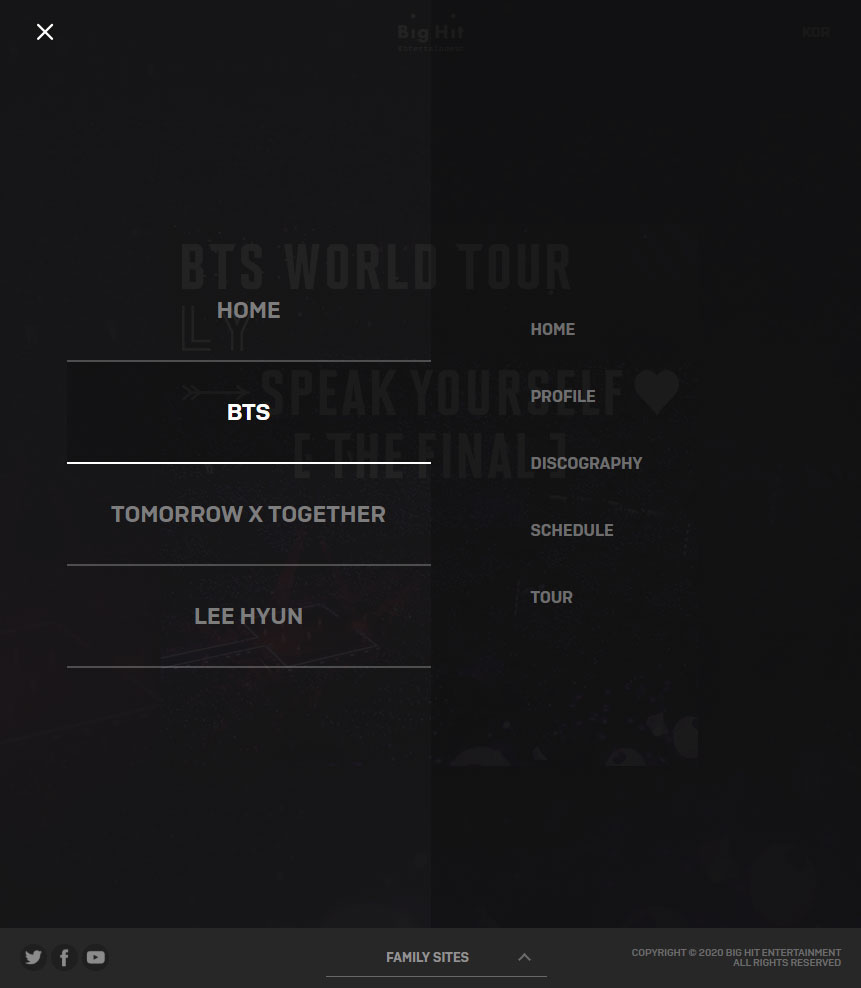 Big Hit
Entertainment
KOR
BTS WORLD TOUR
LY
SPEAK YOURSELF
[ THE FINAL ]
HOME
BTS
TOMORROW X TOGETHER
LEE HYUN
HOME
PROFILE
DISCOGRAPHY
SCHEDULE
TOUR
FAMILY SITES
COPYRIGHT © 2020 BIG HIT ENTERTAINMENT
ALL RIGHTS RESERVED